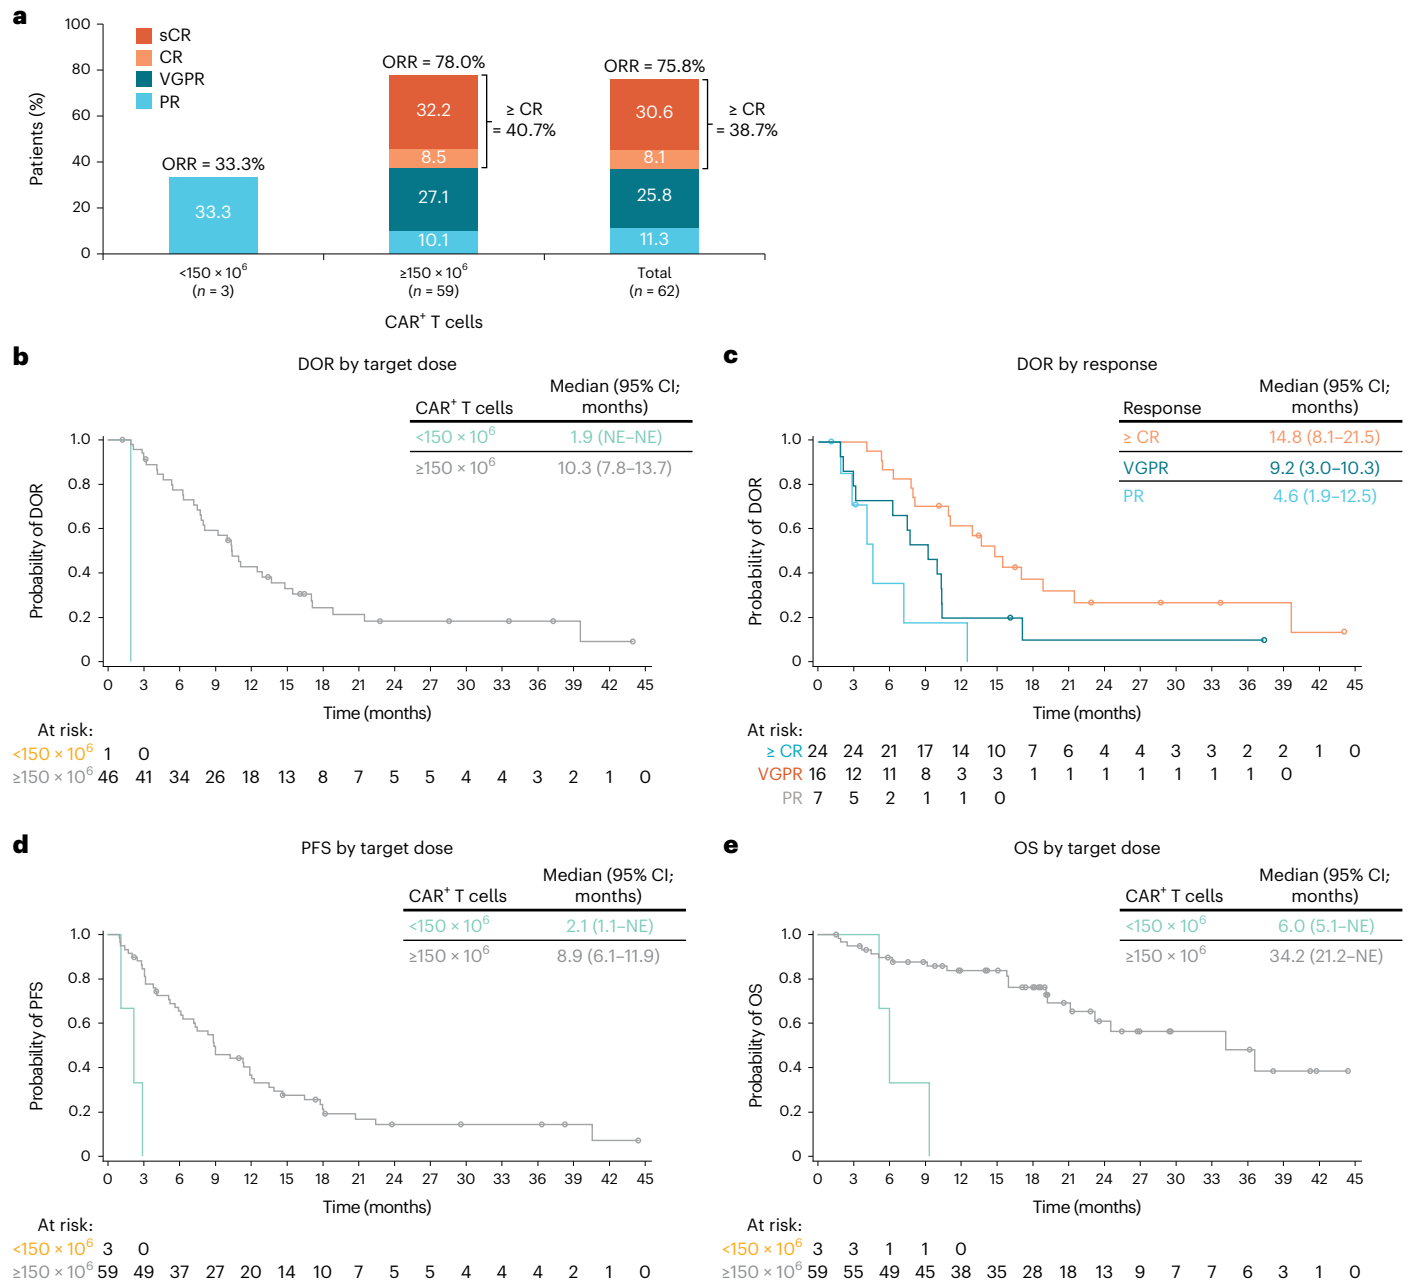 a
100
80
60
40
20
0
Patients (%)
sCR
CR
VGPR
PR
ORR = 33.3%
33.3
ORR = 78.0%
32.2
8.5
27.1
10.1
≥ CR
= 40.7%
ORR = 75.8%
30.6
8.1
25.8
11.3
≥ CR
= 38.7%
<150 × 10⁶
(n = 3)
≥150 × 10⁶
(n = 59)
Total
(n = 62)
CAR⁺ T cells
b
DOR by target dose
CAR⁺ T cells
Median (95% CI;
months)
<150 × 10⁶ 1.9 (NE–NE)
≥150 × 10⁶ 10.3 (7.8–13.7)
Probability of DOR
1.0
0.8
0.6
0.4
0.2
0
0 3 6 9 12 15 18 21 24 27 30 33 36 39 42 45
Time (months)
At risk:
<150 × 10⁶ 1 0
≥150 × 10⁶ 46 41 34 26 18 13 8 7 5 5 4 4 3 2 1 0
c
DOR by response
Response
Median (95% CI;
months)
≥ CR 14.8 (8.1–21.5)
VGPR 9.2 (3.0–10.3)
PR 4.6 (1.9–12.5)
Probability of DOR
1.0
0.8
0.6
0.4
0.2
0
0 3 6 9 12 15 18 21 24 27 30 33 36 39 42 45
Time (months)
At risk:
≥ CR 24 24 21 17 14 10 7 6 4 4 3 3 2 2 1 0
VGPR 16 12 11 8 3 3 1 1 1 1 1 1 1 0
PR 7 5 2 1 1 0
d
PFS by target dose
CAR⁺ T cells
Median (95% CI;
months)
<150 × 10⁶ 2.1 (1.1–NE)
≥150 × 10⁶ 8.9 (6.1–11.9)
Probability of PFS
1.0
0.8
0.6
0.4
0.2
0
0 3 6 9 12 15 18 21 24 27 30 33 36 39 42 45
Time (months)
At risk:
<150 × 10⁶ 3 0
≥150 × 10⁶ 59 49 37 27 20 14 10 7 5 5 4 4 4 2 1 0
e
OS by target dose
CAR⁺ T cells
Median (95% CI;
months)
<150 × 10⁶ 6.0 (5.1–NE)
≥150 × 10⁶ 34.2 (21.2–NE)
Probability of OS
1.0
0.8
0.6
0.4
0.2
0
0 3 6 9 12 15 18 21 24 27 30 33 36 39 42 45
Time (months)
At risk:
<150 × 10⁶ 3 3 1 1 0
≥150 × 10⁶ 59 55 49 45 38 35 28 18 13 9 7 7 6 3 1 0